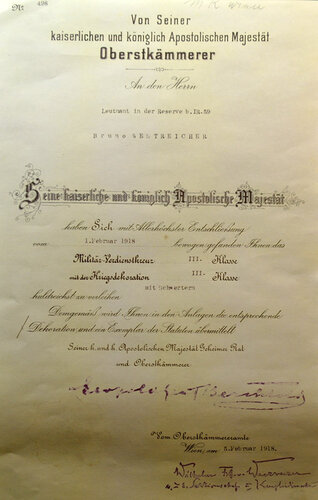 Nr. 498
Von Seiner
kaiserlichen und königlich Apostolischen Majestät
Oberstkämmerer
An den Herrn
Leutnant in der Reserve b. IR.59
Bruno WELTREICHER
Seine kaiserliche und königlich Apostolische Majestät
haben Sich mit Allerhöchster Entschließung
vom 1.Februar 1918 bewogen gefunden Ihnen das
Militär-Verdienstkreuz III. Klasse
mit der Kriegsdekoration III. Klasse
mit Schwertern
huldreichst zu verleihen
Demgemäß wird Ihnen in den Anlagen die entsprechende
Dekoration und ein Exemplar der Statuten übermittelt
Seiner k. u. k. Apostolischen Majestät Geheimer Rat
und Oberstkämmerer
Vom Oberstkämmereramte
Wien, am 5.Februar 1918.